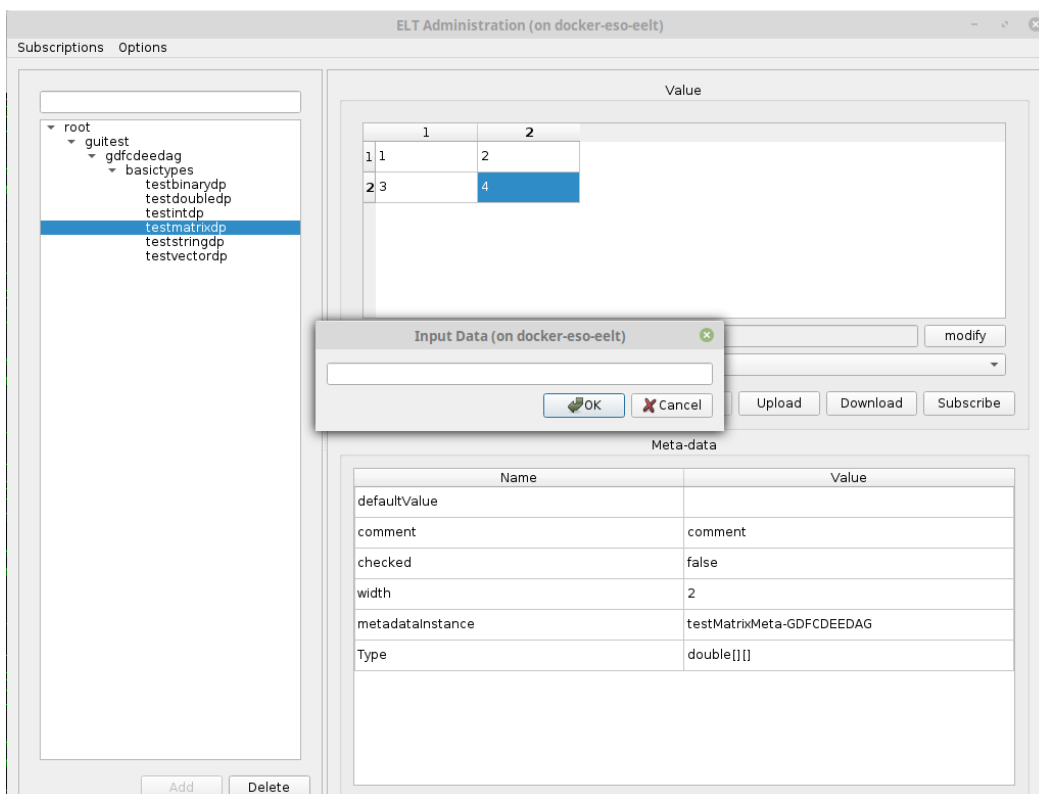 ELT Administration (on docker-eso-eelt)
Subscriptions Options
root
guitest
gdfcdeedag
basictypes
testbinarydp
testdoubledp
testintdp
testmatrixdp
teststringdp
testvectordp
Add Delete
Value
1 2
1 1 2
2 3 4
modify
Upload Download Subscribe
Input Data (on docker-eso-eelt)
OK Cancel
Meta-data
Name Value
defaultValue
comment comment
checked false
width 2
metadataInstance testMatrixMeta-GDFCDEEDAG
Type double[][]